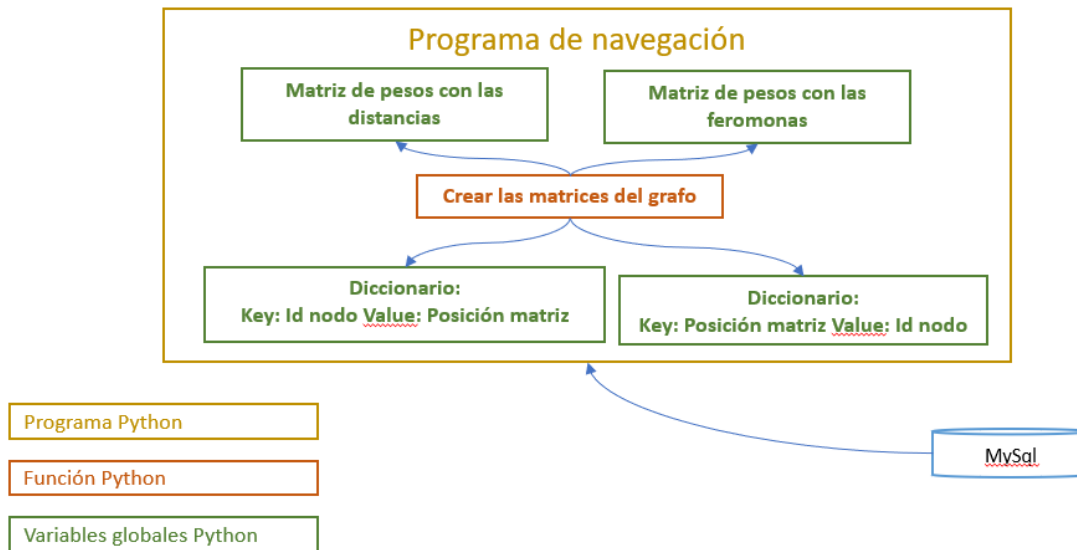 Programa de navegación
Matriz de pesos con las
distancias
Matriz de pesos con las
feromonas
Crear las matrices del grafo
Diccionario:
Key: Id nodo Value: Posición matriz
Diccionario:
Key: Posición matriz Value: Id nodo
Programa Python
Función Python
Variables globales Python
MySql